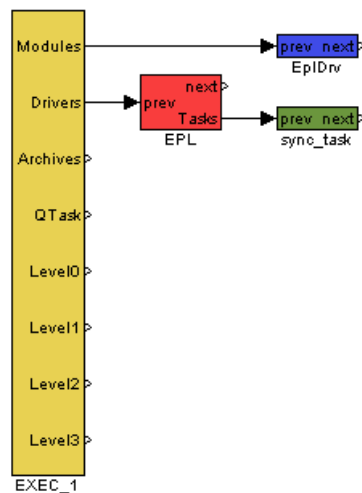 Modules
prev next
EplDrv
Drivers
next
prev
Tasks
EPL
prev next
sync_task
Archives
QTask
Level0
Level1
Level2
Level3
EXEC_1